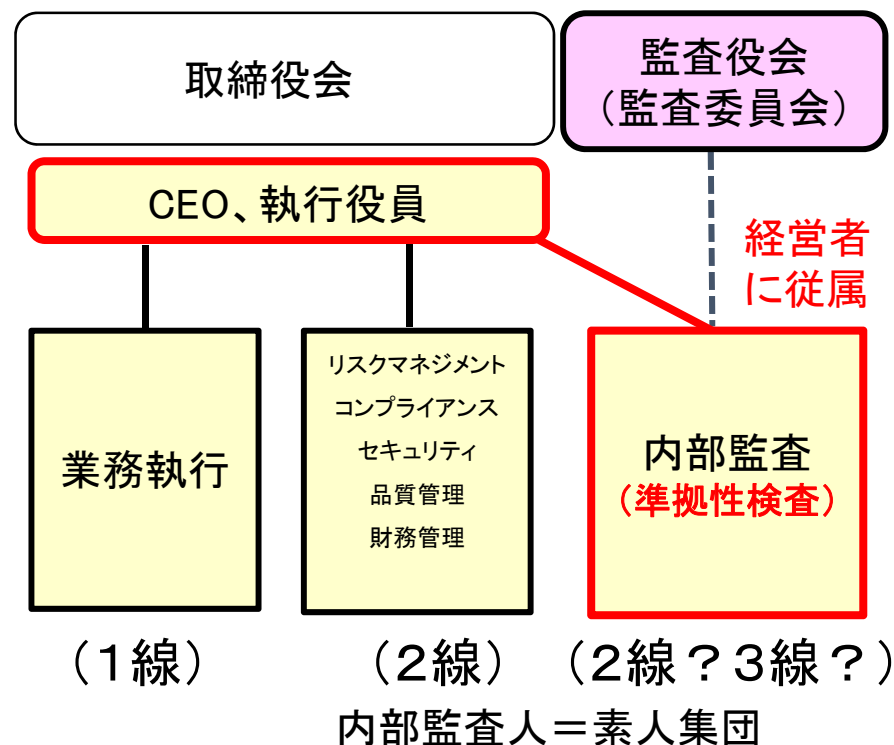 取締役会
監査役会
（監査委員会）
CEO、執行役員
経営者
に従属
業務執行
リスクマネジメント
コンプライアンス
セキュリティ
品質管理
財務管理
内部監査
（準拠性検査）
（１線）
（２線）
（２線？３線？）
内部監査人＝素人集団